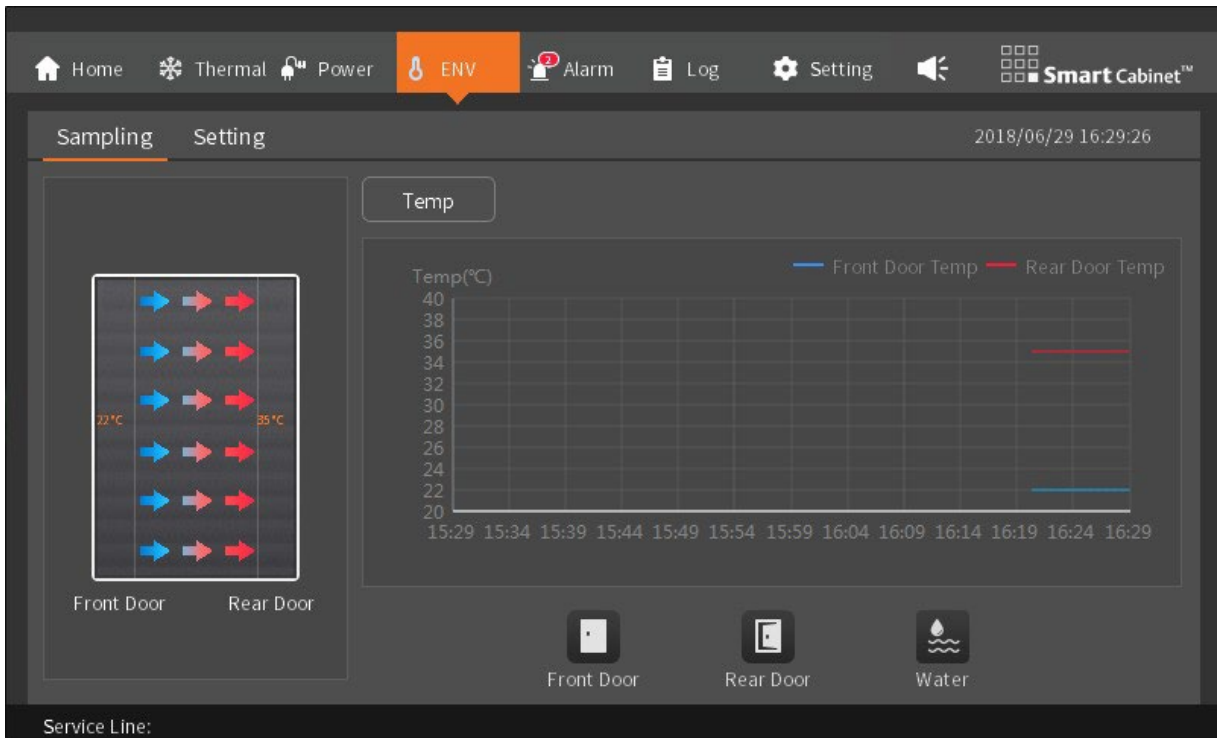 Home Thermal Power ENV 2 Alarm Log Setting Smart Cabinet™
Sampling Setting 2018/06/29 16:29:26
Temp
Temp(℃) Front Door Temp Rear Door Temp
40
38
36
34
32
30
28
26
24
22
20
15:29 15:34 15:39 15:44 15:49 15:54 15:59 16:04 16:09 16:14 16:19 16:24 16:29
22°C 35°C
Front Door Rear Door
Front Door Rear Door Water
Service Line: